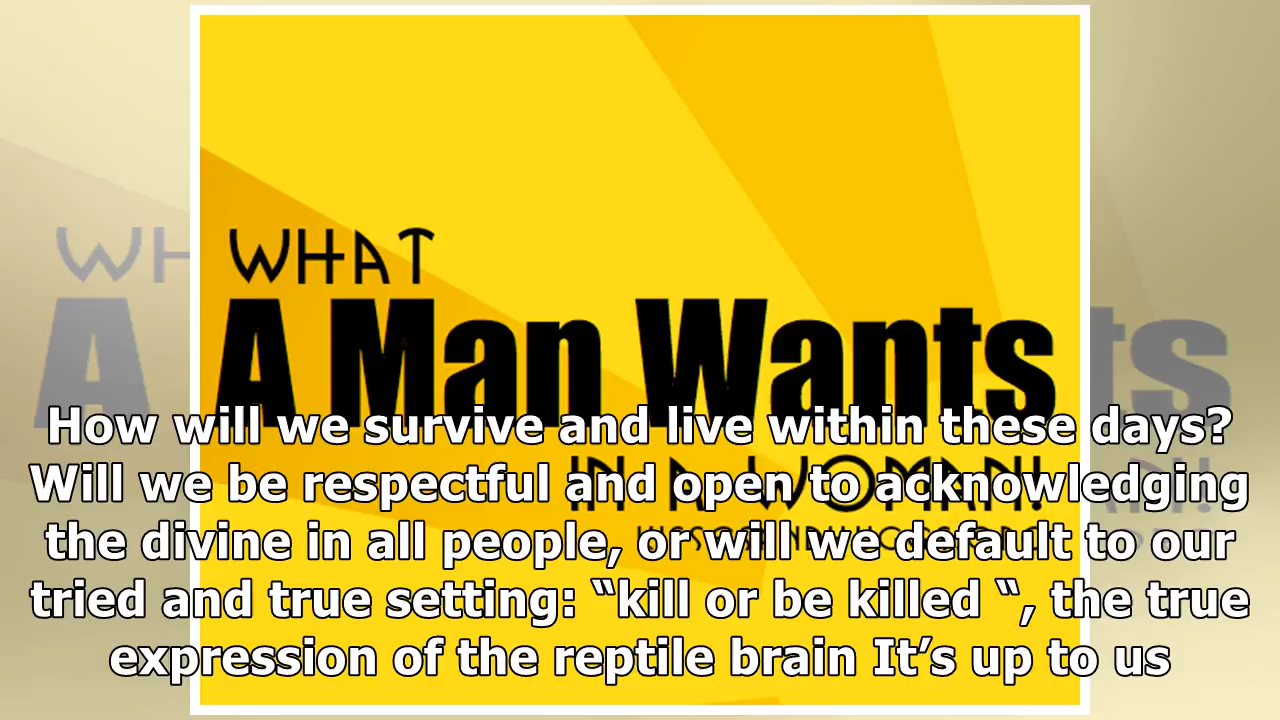 WHAT
A Man Wants
IN A WOMAN!
How will we survive and live within these days?
Will we be respectful and open to acknowledging
the divine in all people, or will we default to our
tried and true setting: “kill or be killed “, the true
expression of the reptile brain It’s up to us